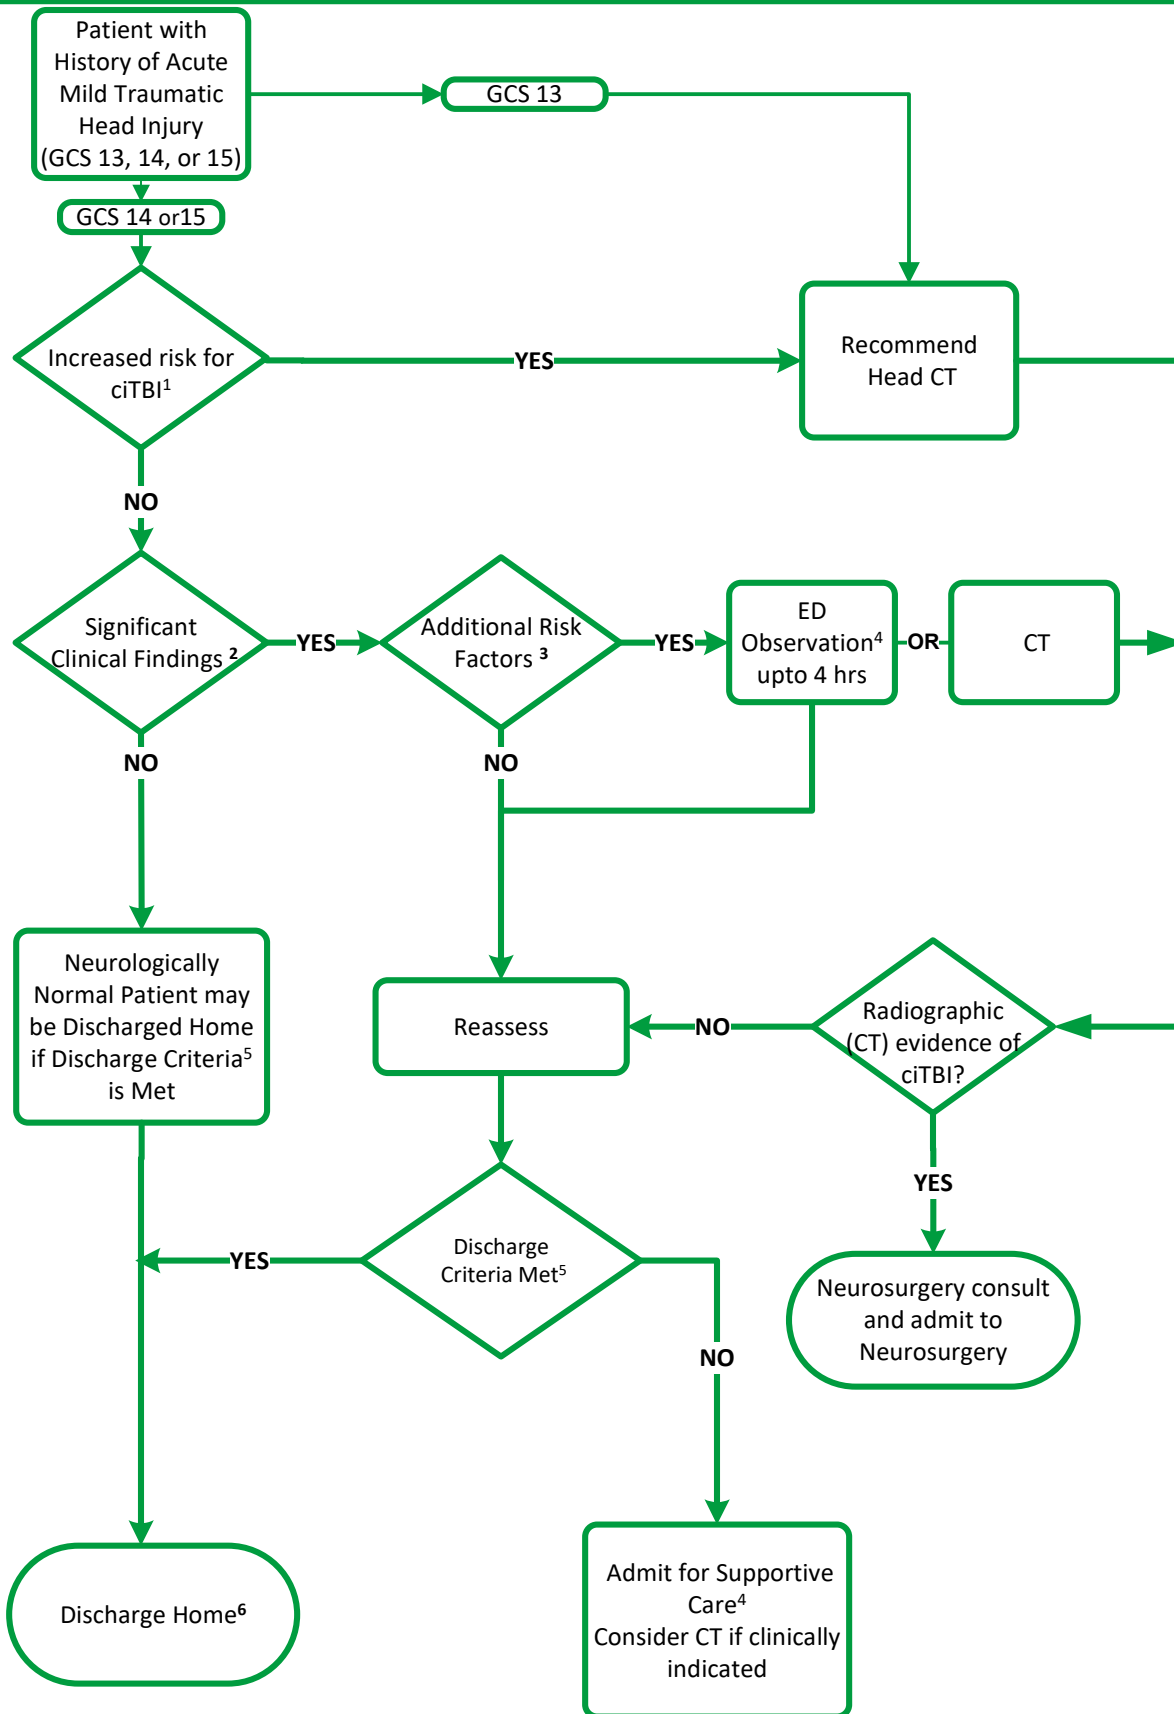 Patient with
History of Acute
Mild Traumatic
Head Injury
(GCS 13, 14, or 15)
GCS 13
GCS 14 or15
Increased risk for
ciTBI¹
YES
Recommend
Head CT
NO
Significant
Clinical Findings ²
YES
Additional Risk
Factors ³
YES
ED
Observation⁴
upto 4 hrs
OR
CT
NO
NO
Neurologically
Normal Patient may
be Discharged Home
if Discharge Criteria⁵
is Met
Reassess
NO
Radiographic
(CT) evidence of
ciTBI?
YES
Discharge
Criteria Met⁵
YES
NO
Neurosurgery consult
and admit to
Neurosurgery
Discharge Home⁶
Admit for Supportive
Care⁴
Consider CT if clinically
indicated